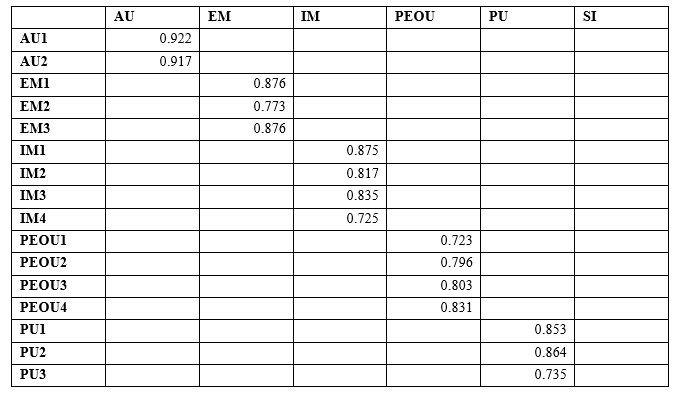 AU EM IM PEOU PU SI
AU1 0.922
AU2 0.917
EM1 0.876
EM2 0.773
EM3 0.876
IM1 0.875
IM2 0.817
IM3 0.835
IM4 0.725
PEOU1 0.723
PEOU2 0.796
PEOU3 0.803
PEOU4 0.831
PU1 0.853
PU2 0.864
PU3 0.735